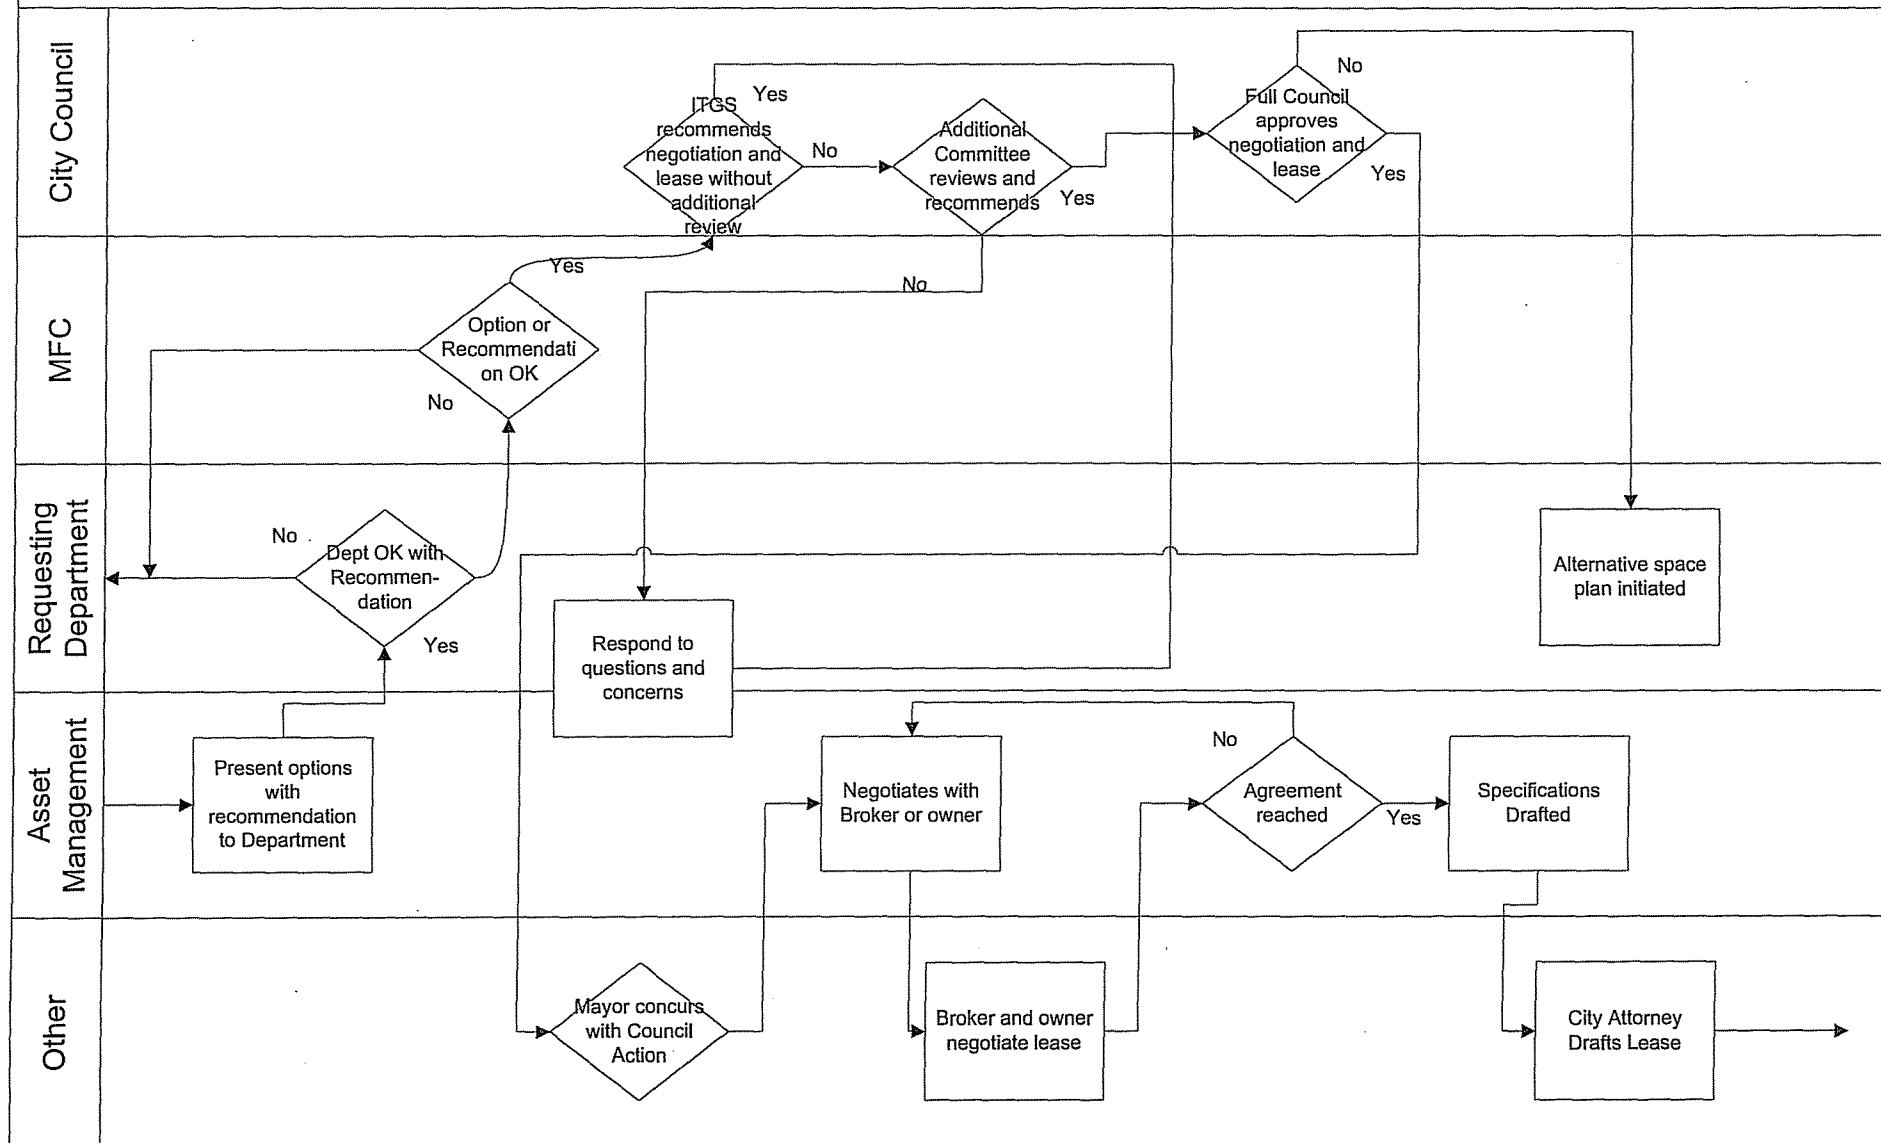 City Council
ITGS
recommends
negotiation and
lease without
additional
review
Yes
No
Additional
Committee
reviews and
recommends
Yes
No
Full Council
approves
negotiation and
lease
No
Yes
MFC
Option or
Recommendati
on OK
Yes
No
Requesting
Department
Dept OK with
Recommen-
dation
No
Yes
Respond to
questions and
concerns
Alternative space
plan initiated
Asset
Management
Present options
with
recommendation
to Department
Negotiates with
Broker or owner
Agreement
reached
No
Yes
Specifications
Drafted
Other
Mayor concurs
with Council
Action
Broker and owner
negotiate lease
City Attorney
Drafts Lease